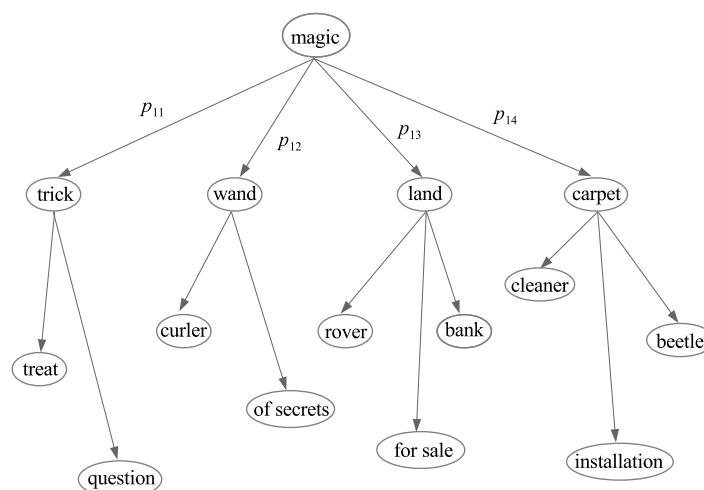 magic
p11
p12
p13
p14
trick
wand
land
carpet
cleaner
curler
rover
bank
beetle
treat
of secrets
for sale
installation
question